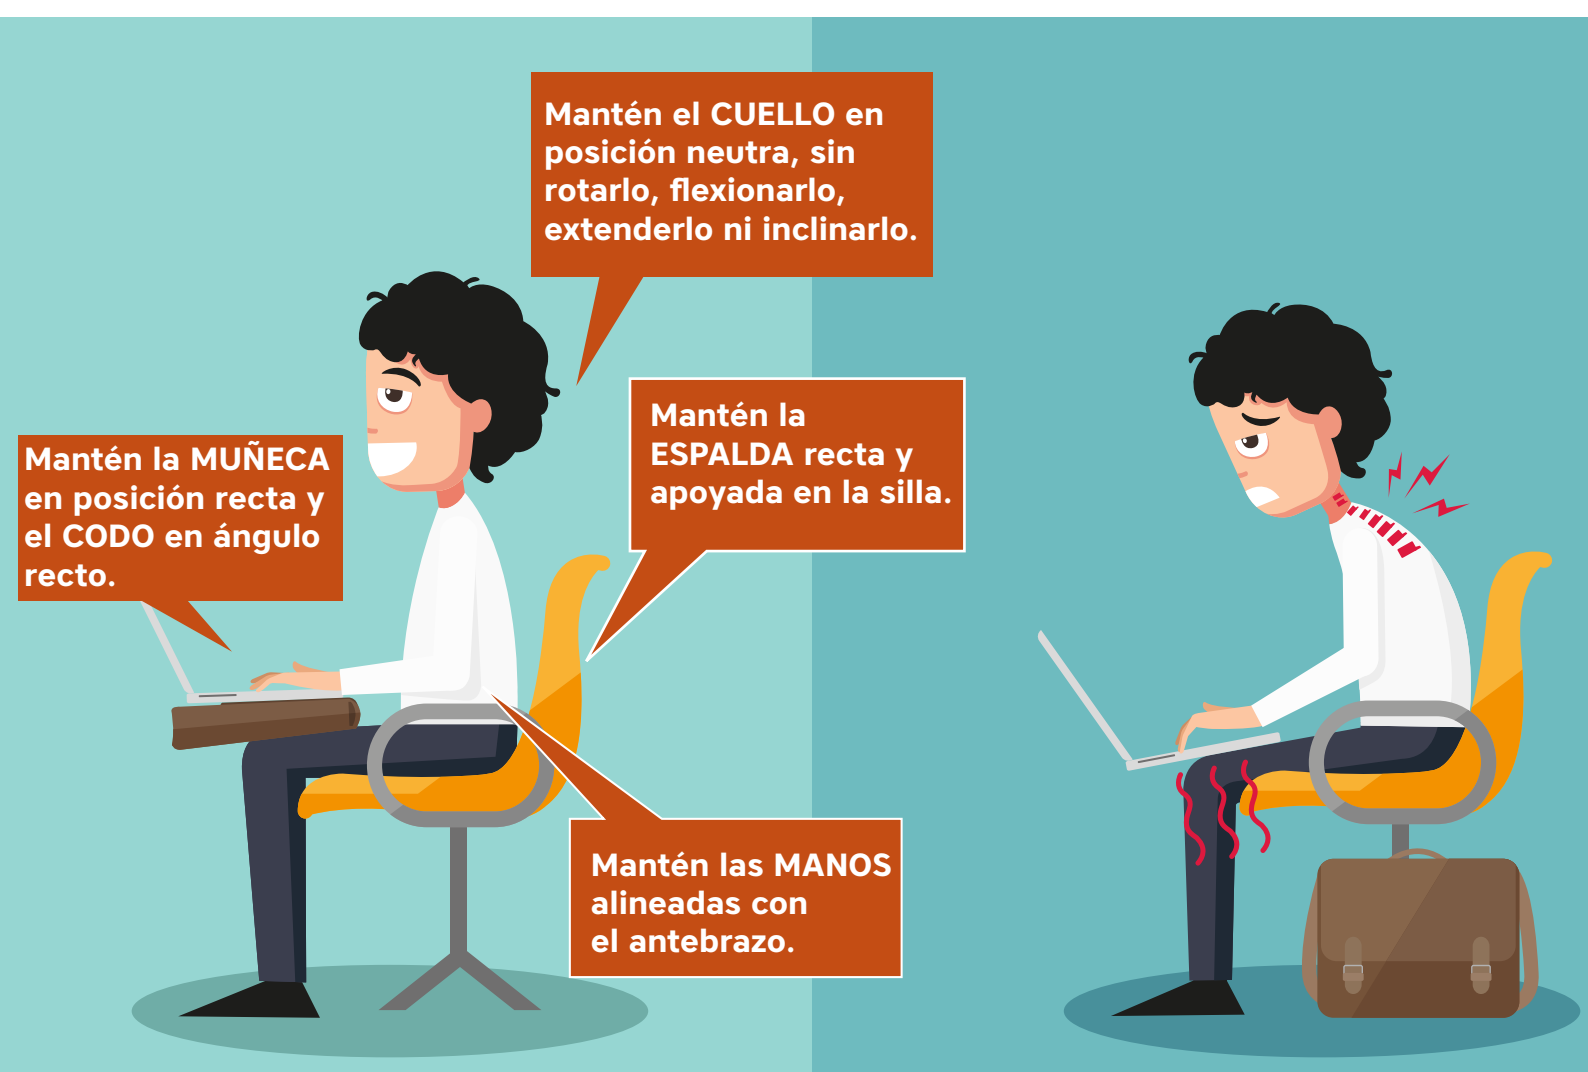 Mantén el CUELLO en
posición neutra, sin
rotarlo, flexionarlo,
extenderlo ni inclinarlo.
Mantén la
ESPALDA recta y
apoyada en la silla.
Mantén la MUÑECA
en posición recta y
el CODO en ángulo
recto.
Mantén las MANOS
alineadas con
el antebrazo.